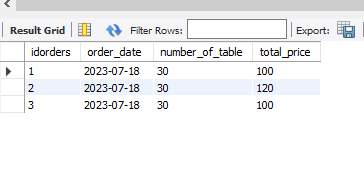 Result Grid Filter Rows: Export:
idorders order_date number_of_table total_price
1 2023-07-18 30 100
2 2023-07-18 30 120
3 2023-07-18 30 100